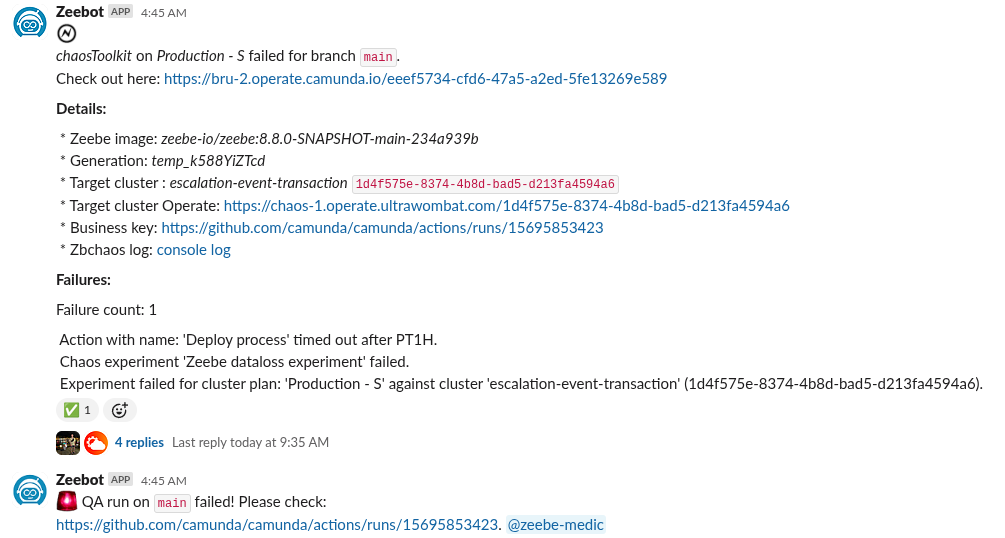 Zeebot APP 4:45 AM
chaosToolkit on Production - S failed for branch main.
Check out here: https://bru-2.operate.camunda.io/eeef5734-cfd6-47a5-a2ed-5fe13269e589
Details:
* Zeebe image: zeebe-io/zeebe:8.8.0-SNAPSHOT-main-234a939b
* Generation: temp_k588YiZTcd
* Target cluster : escalation-event-transaction 1d4f575e-8374-4b8d-bad5-d213fa4594a6
* Target cluster Operate: https://chaos-1.operate.ultrawombat.com/1d4f575e-8374-4b8d-bad5-d213fa4594a6
* Business key: https://github.com/camunda/camunda/actions/runs/15695853423
* Zbchaos log: console log
Failures:
Failure count: 1
Action with name: 'Deploy process' timed out after PT1H.
Chaos experiment 'Zeebe dataloss experiment' failed.
Experiment failed for cluster plan: 'Production - S' against cluster 'escalation-event-transaction' (1d4f575e-8374-4b8d-bad5-d213fa4594a6).
1
4 replies Last reply today at 9:35 AM
Zeebot APP 4:45 AM
QA run on main failed! Please check:
https://github.com/camunda/camunda/actions/runs/15695853423. @zeebe-medic